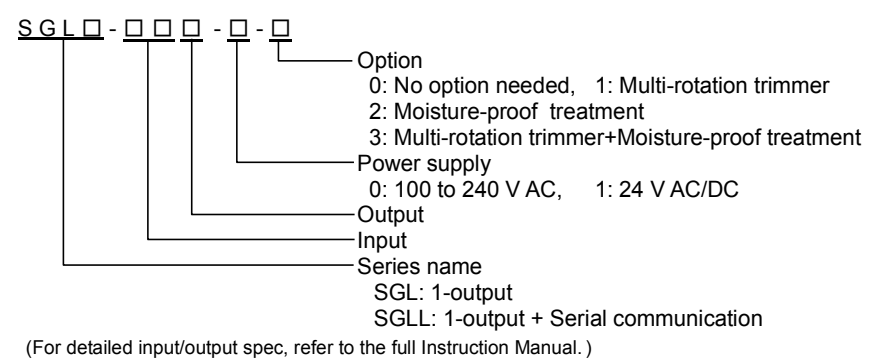 SGL□-□□□-□-□
Option
0: No option needed, 1: Multi-rotation trimmer
2: Moisture-proof treatment
3: Multi-rotation trimmer+Moisture-proof treatment
Power supply
0: 100 to 240 V AC, 1: 24 V AC/DC
Output
Input
Series name
SGL: 1-output
SGLL: 1-output + Serial communication
(For detailed input/output spec, refer to the full Instruction Manual. )